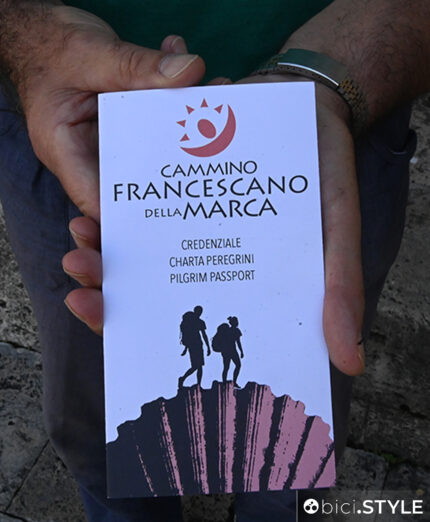 CAMMINO
FRANCESCANO
DELLA MARCA
CREDENZIALE
CHARTA PEREGRINI
PILGRIM PASSPORT
bici.STYLE